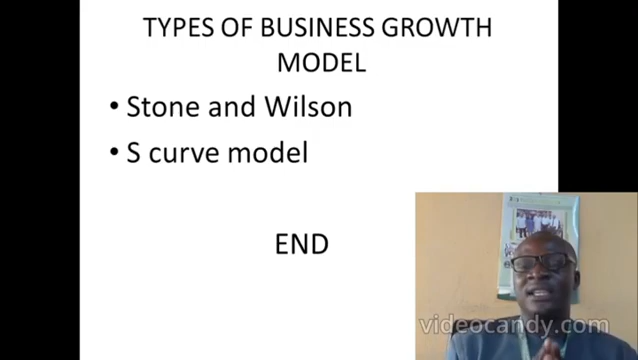 TYPES OF BUSINESS GROWTH
MODEL
• Stone and Wilson
• S curve model
END
videocandy.com